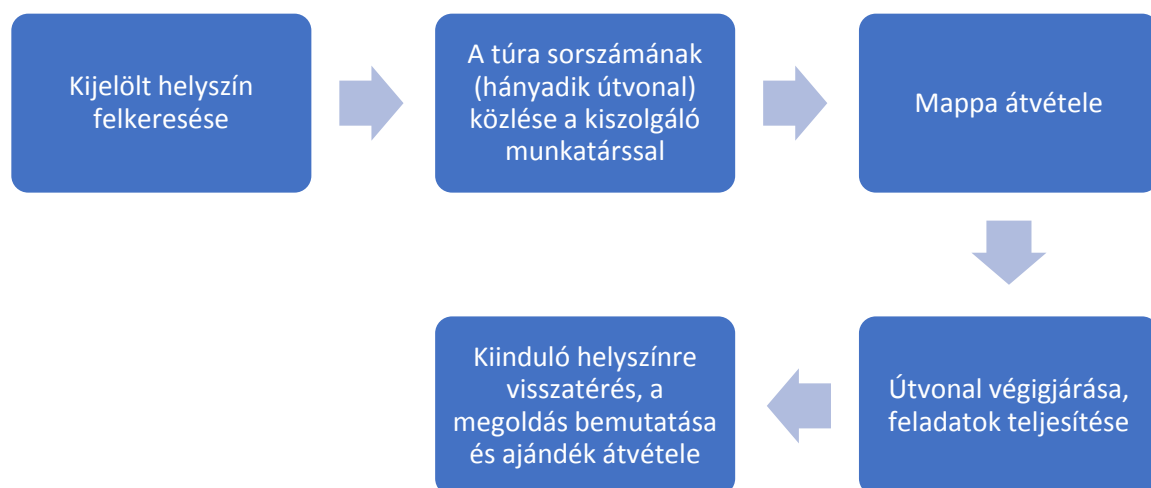 Kijelölt helyszín
felkeresése
A túra sorszámának
(hányadik útvonal)
közlése a kiszolgáló
munkatárssal
Mappa átvétele
Útvonal végigjárása,
feladatok teljesítése
Kiinduló helyszínre
visszatérés, a
megoldás bemutatása
és ajándék átvétele